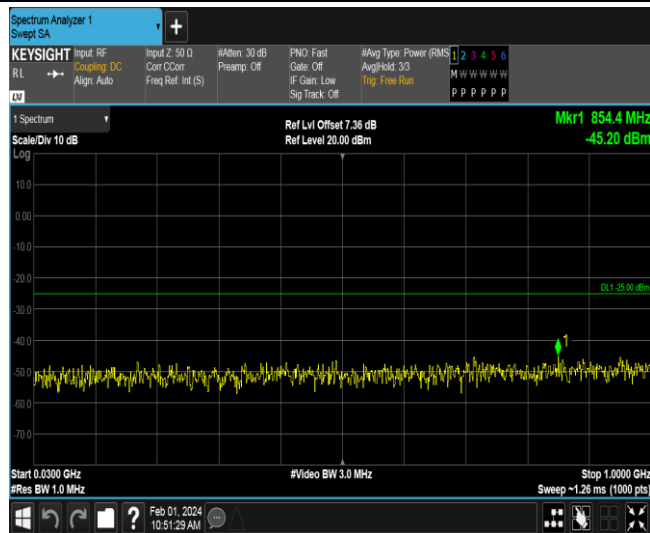 Spectrum Analyzer 1
Swept SA
+
KEYSIGHT
RL
LXI
Input: RF
Coupling: DC
Align: Auto
Input Z: 50 Ω
Corr CCorr
Freq Ref: Int (S)
#Atten: 30 dB
Preamp: Off
PNO: Fast
Gate: Off
IF Gain: Low
Sig Track: Off
#Avg Type: Power (RMS
Avg|Hold: 3/3
Trig: Free Run
1 2 3 4 5 6
M W W W W W
P P P P P P
1 Spectrum
Scale/Div 10 dB
Ref Lvl Offset 7.36 dB
Ref Level 20.00 dBm
Mkr1 854.4 MHz
-45.20 dBm
Log
10.0
0.00
-10.0
-20.0
DL1 -25.00 dBm
-30.0
-40.0
1
-50.0
-60.0
-70.0
Start 0.0300 GHz
#Video BW 3.0 MHz
Stop 1.0000 GHz
#Res BW 1.0 MHz
Sweep ~1.26 ms (1000 pts)
?
Feb 01, 2024
10:51:29 AM